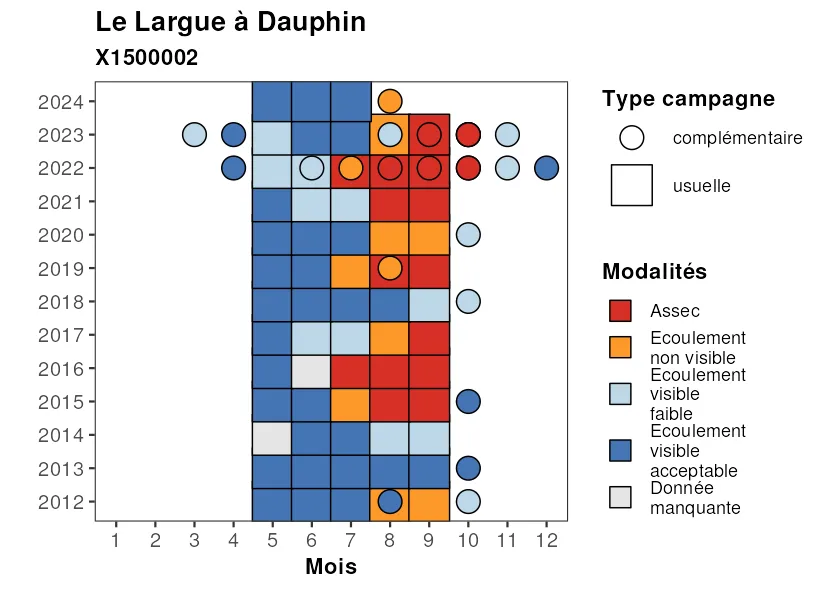 Le Largue à Dauphin
X1500002
2024
2023
2022
2021
2020
2019
2018
2017
2016
2015
2014
2013
2012
1 2 3 4 5 6 7 8 9 10 11 12
Mois
Type campagne
complémentaire
usuelle
Modalités
Assec
Ecoulement
non visible
Ecoulement
visible
faible
Ecoulement
visible
acceptable
Donnée
manquante